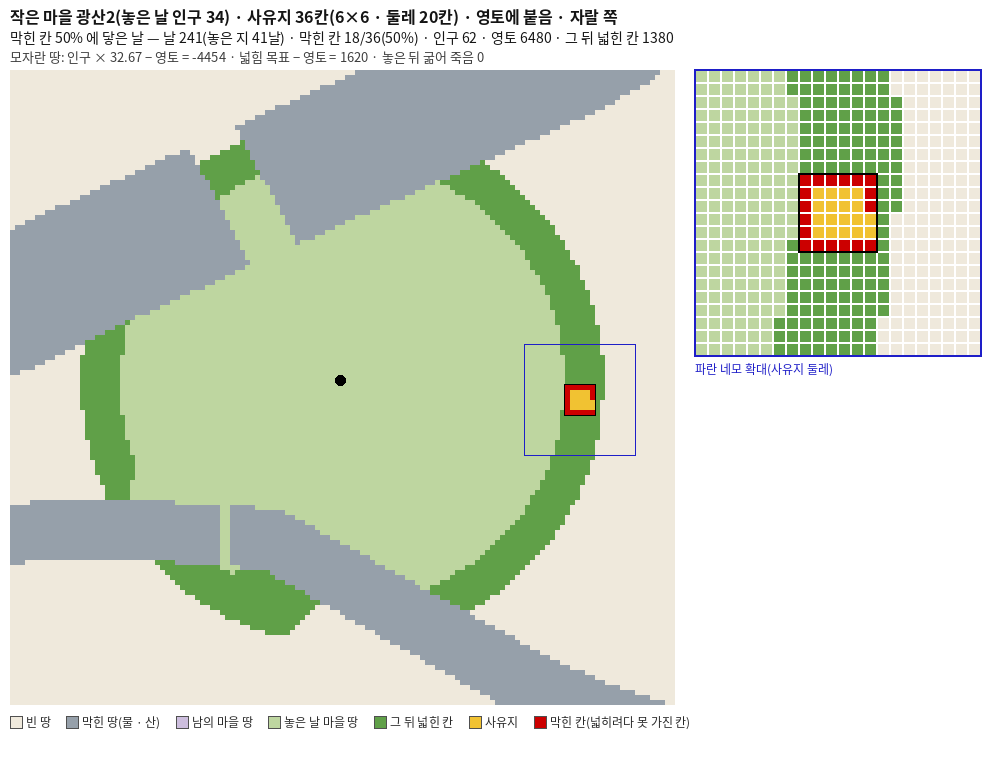 작은 마을 광산2(놓은 날 인구 34) · 사유지 36칸(6×6 · 둘레 20칸) · 영토에 붙음 · 자랄 쪽
막힌 칸 50% 에 닿은 날 — 날 241(놓은 지 41날) · 막힌 칸 18/36(50%) · 인구 62 · 영토 6480 · 그 뒤 넓힌 칸 1380
모자란 땅: 인구 × 32.67 − 영토 = -4454 · 넓힘 목표 − 영토 = 1620 · 놓은 뒤 굶어 죽음 0
파란 네모 확대(사유지 둘레)
빈 땅 막힌 땅(물 · 산) 남의 마을 땅 놓은 날 마을 땅 그 뒤 넓힌 칸 사유지 막힌 칸(넓히려다 못 가진 칸)